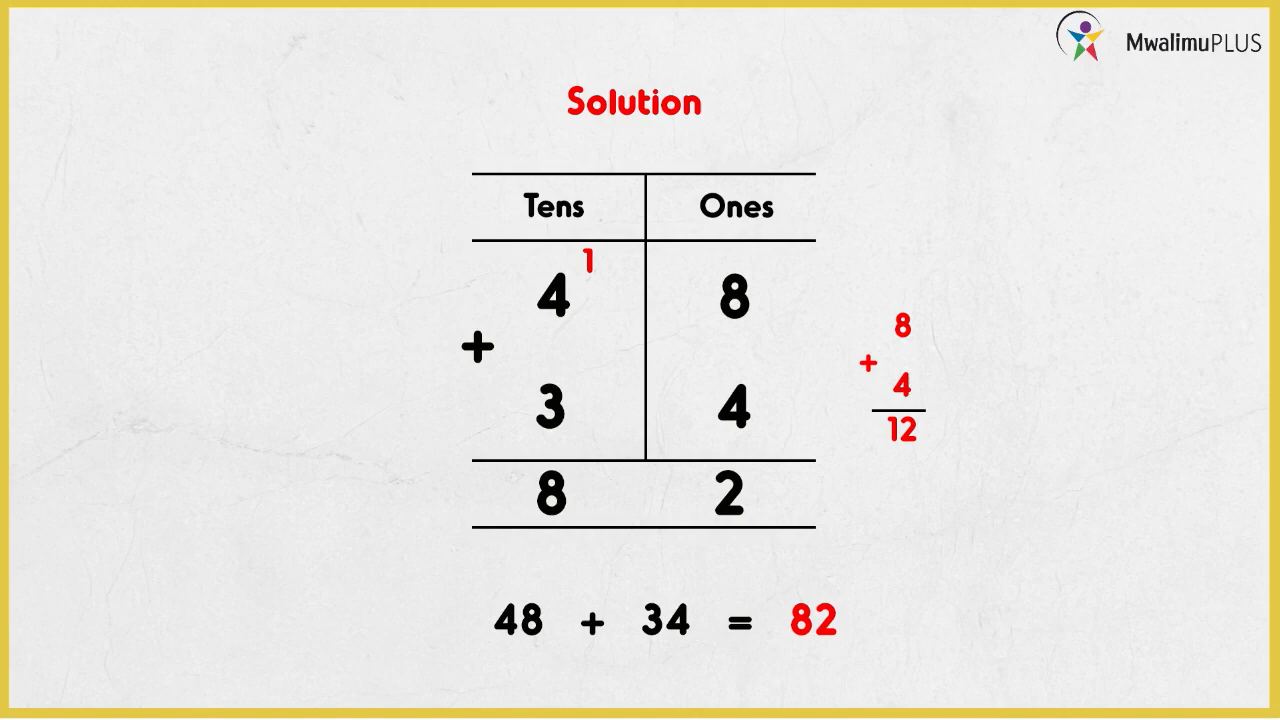 MwalimuPLUS
Solution
Tens Ones
1
4 8
+
3 4
8 2
8
+
4
12
48 + 34 = 82